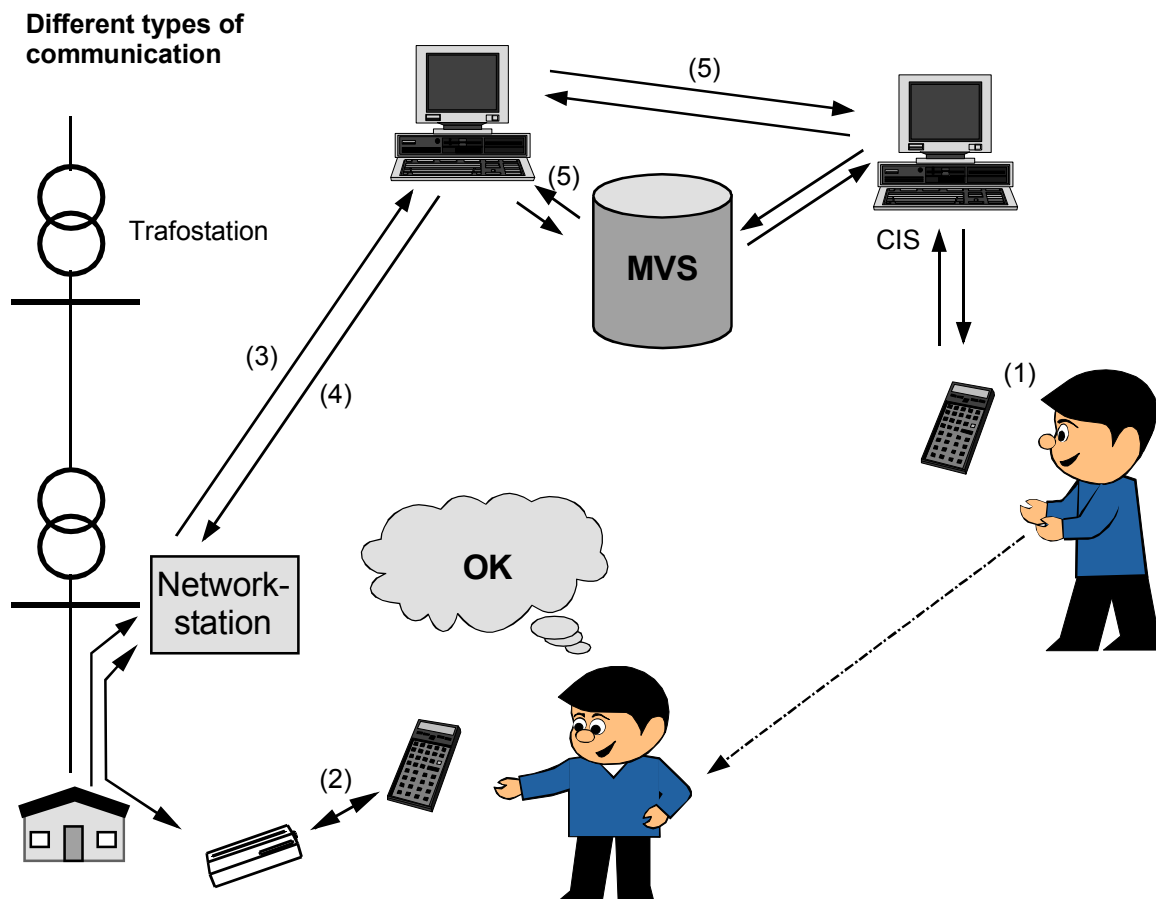 Different types of
communication
(5)
(5)
Trafostation
MVS
CIS
(3)
(1)
(4)
OK
Network-
station
(2)